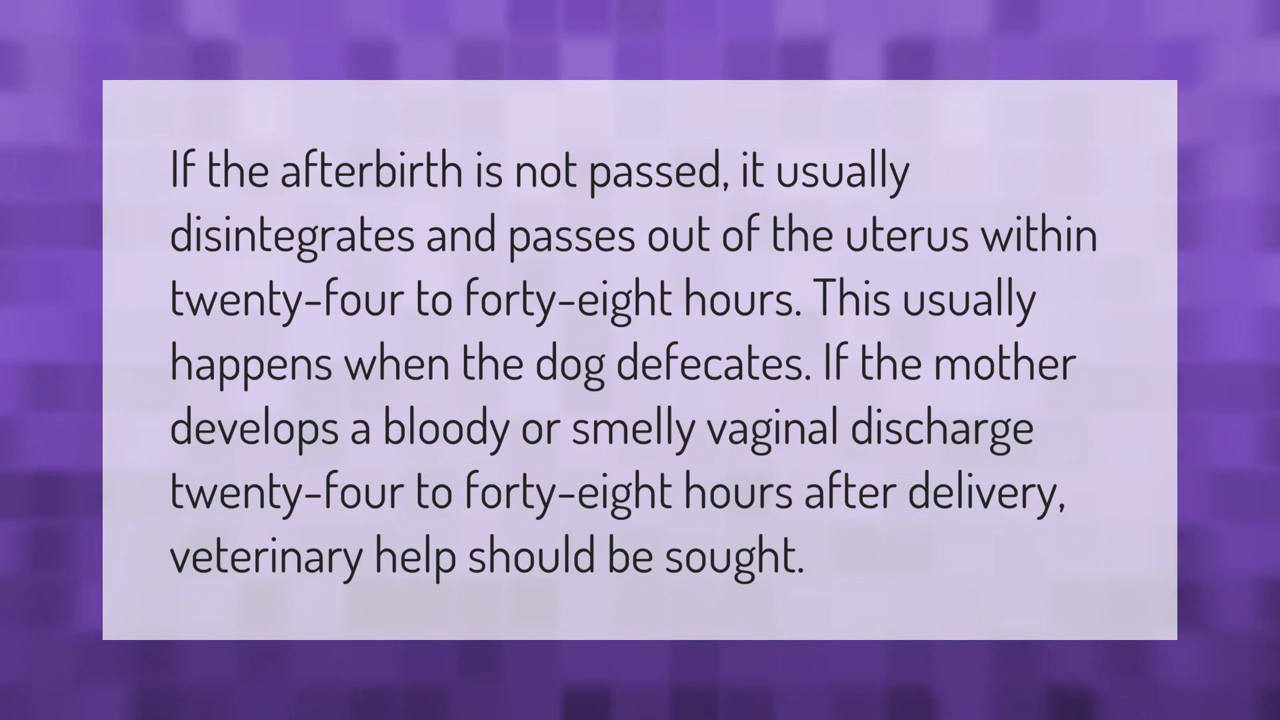 If the afterbirth is not passed, it usually
disintegrates and passes out of the uterus within
twenty-four to forty-eight hours. This usually
happens when the dog defecates. If the mother
develops a bloody or smelly vaginal discharge
twenty-four to forty-eight hours after delivery,
veterinary help should be sought.